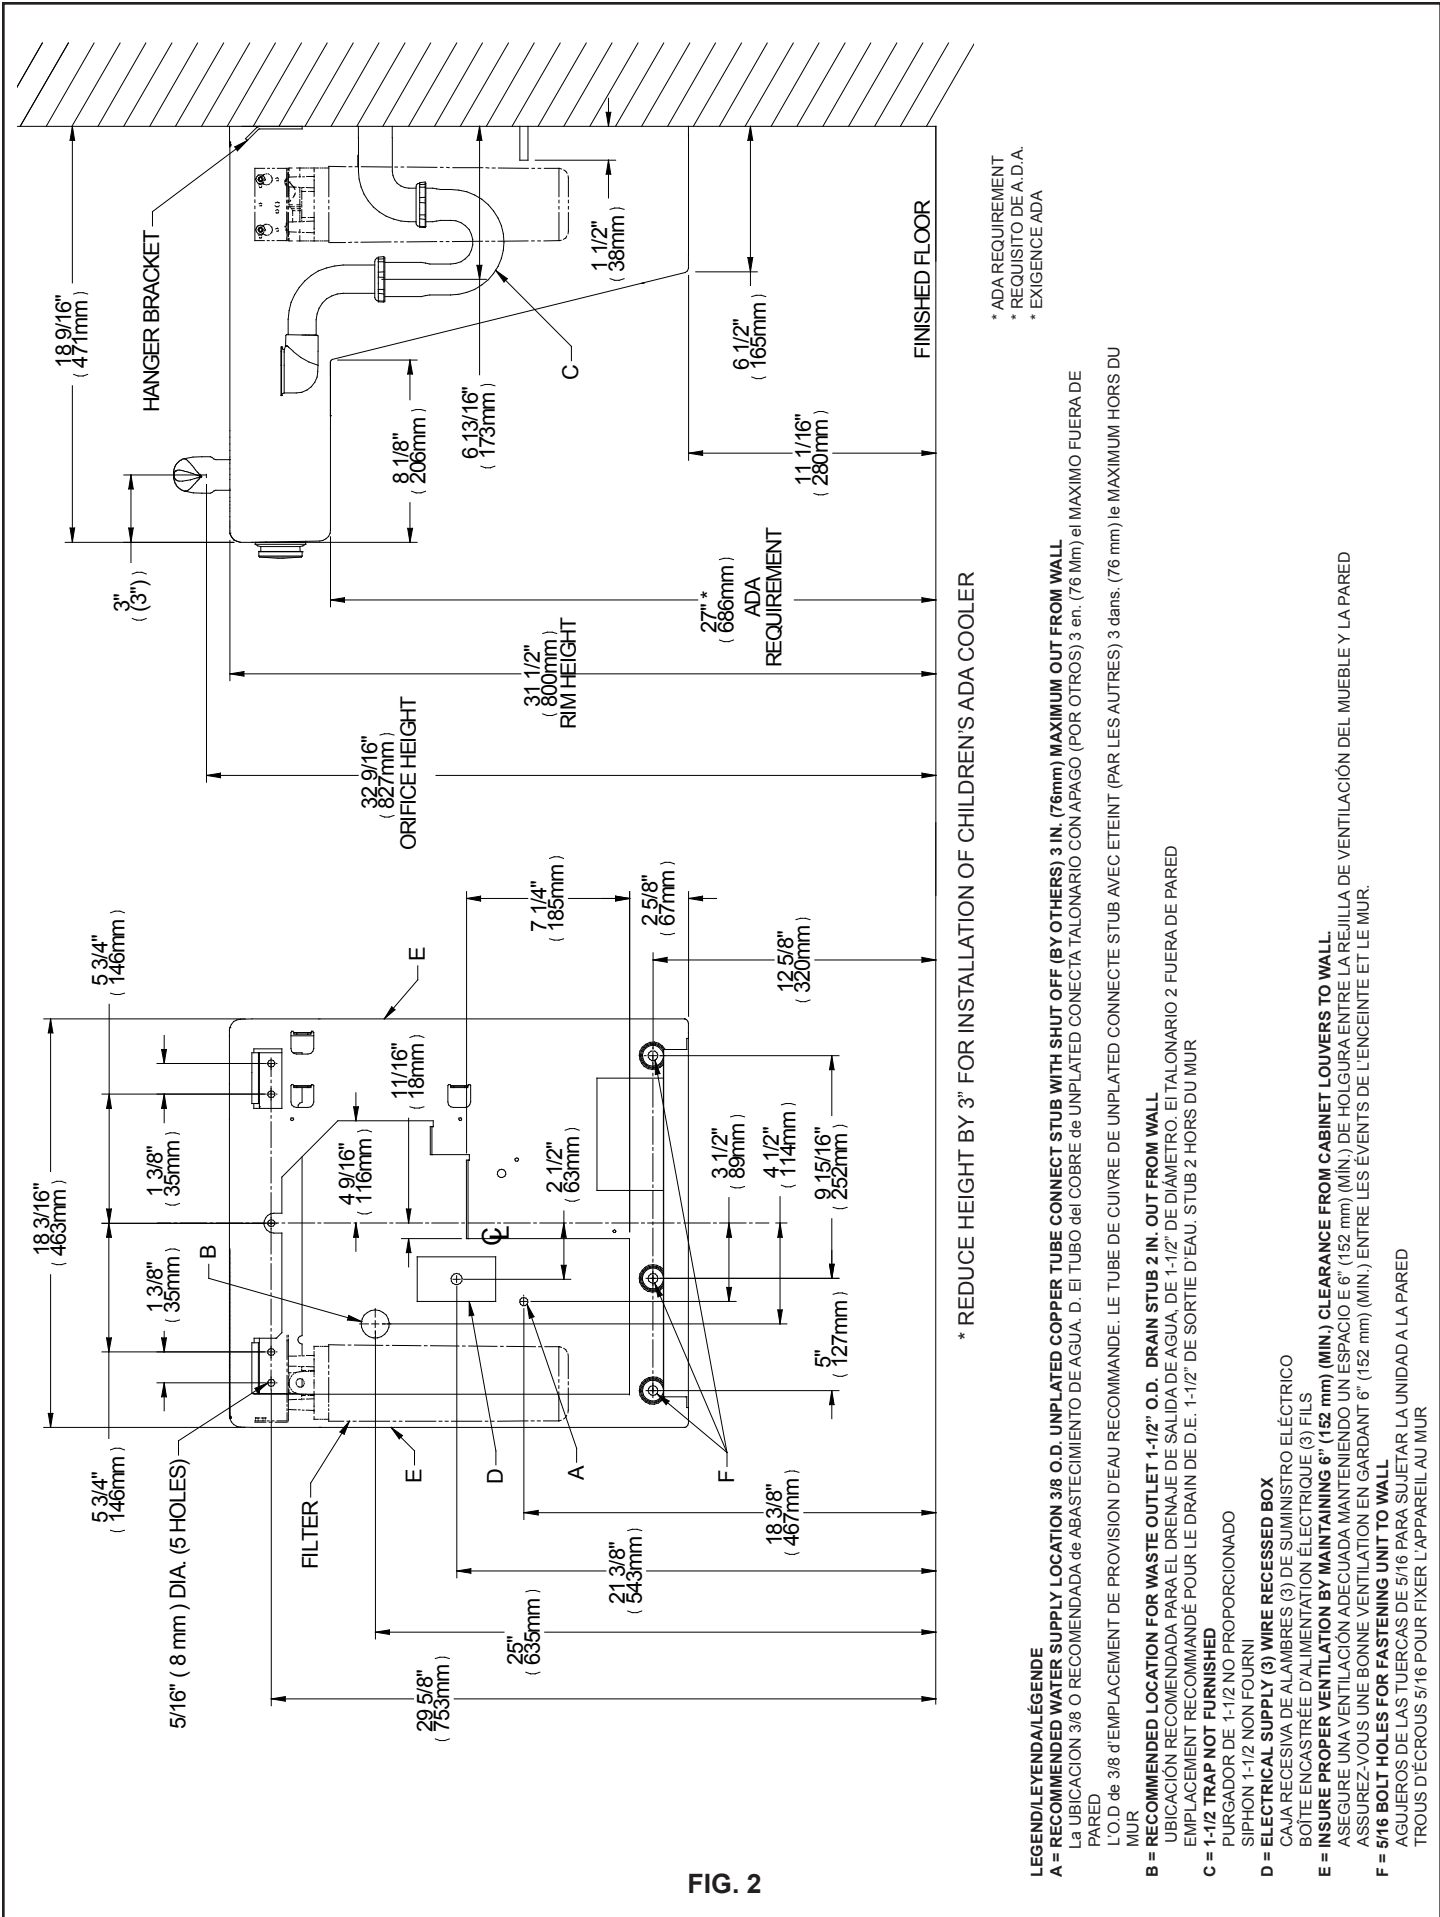 18 3/16"
( 463mm )
5 3/4"
( 146mm )
5 3/4"
( 146mm )
1 3/8"
( 35mm )
1 3/8"
( 35mm )
5/16" ( 8 mm ) DIA. (5 HOLES)
B
FILTER
4 9/16"
( 116mm )
11/16"
( 18mm )
E
E
D
A
F
CL
2 1/2"
( 63mm )
3 1/2"
( 89mm )
4 1/2"
( 114mm )
9 15/16"
( 252mm )
5"
( 127mm )
7 1/4"
( 185mm )
2 5/8"
( 67mm )
12 5/8"
( 320mm )
18 3/8"
( 467mm )
21 3/8"
( 543mm )
25"
( 635mm )
29 5/8"
( 753mm )
18 9/16"
( 471mm )
HANGER BRACKET
3"
( (3") )
32 9/16"
( 827mm )
ORIFICE HEIGHT
31 1/2"
( 800mm )
RIM HEIGHT
27" *
( 686mm )
ADA
REQUIREMENT
8 1/8"
( 206mm )
6 13/16"
( 173mm )
C
1 1/2"
( 38mm )
6 1/2"
( 165mm )
11 1/16"
( 280mm )
FINISHED FLOOR
* ADA REQUIREMENT
* REQUISITO DE A.D.A.
* EXIGENCE ADA
* REDUCE HEIGHT BY 3” FOR INSTALLATION OF CHILDREN’S ADA COOLER
LEGEND/LEYENDA/LÉGENDE
A = RECOMMENDED WATER SUPPLY LOCATION 3/8 O.D. UNPLATED COPPER TUBE CONNECT STUB WITH SHUT OFF (BY OTHERS) 3 IN. (76mm) MAXIMUM OUT FROM WALL
La UBICACION 3/8 O RECOMENDADA de ABASTECIMIENTO DE AGUA. D. El TUBO del COBRE de UNPLATED CONECTA TALONARIO CON APAGO (POR OTROS) 3 en. (76 Mm) el MAXIMO FUERA DE
PARED
L'O.D de 3/8 d'EMPLACEMENT DE PROVISION D'EAU RECOMMANDE. LE TUBE DE CUIVRE DE UNPLATED CONNECTE STUB AVEC ETEINT (PAR LES AUTRES) 3 dans. (76 mm) le MAXIMUM HORS DU
MUR
B = RECOMMENDED LOCATION FOR WASTE OUTLET 1-1/2” O.D. DRAIN STUB 2 IN. OUT FROM WALL
UBICACIÓN RECOMENDADA PARA EL DRENAJE DE SALIDA DE AGUA, DE 1-1/2” DE DIÁMETRO. El TALONARIO 2 FUERA DE PARED
EMPLACEMENT RECOMMANDÉ POUR LE DRAIN DE D.E. 1-1/2” DE SORTIE D’EAU. STUB 2 HORS DU MUR
C = 1-1/2 TRAP NOT FURNISHED
PURGADOR DE 1-1/2 NO PROPORCIONADO
SIPHON 1-1/2 NON FOURNI
D = ELECTRICAL SUPPLY (3) WIRE RECESSED BOX
CAJA RECESIVA DE ALAMBRES (3) DE SUMINISTRO ELÉCTRICO
BOÎTE ENCASTRÉE D’ALIMENTATION ÉLECTRIQUE (3) FILS
E = INSURE PROPER VENTILATION BY MAINTAINING 6” (152 mm) (MIN.) CLEARANCE FROM CABINET LOUVERS TO WALL.
ASEGURE UNA VENTILACIÓN ADECUADA MANTENIENDO UN ESPACIO E 6” (152 mm) (MÍN.) DE HOLGURA ENTRE LA REJILLA DE VENTILACIÓN DEL MUEBLE Y LA PARED
ASSUREZ-VOUS UNE BONNE VENTILATION EN GARDANT 6” (152 mm) (MIN.) ENTRE LES ÉVENTS DE L’ENCEINTE ET LE MUR.
F = 5/16 BOLT HOLES FOR FASTENING UNIT TO WALL
AGUJEROS DE LAS TUERCAS DE 5/16 PARA SUJETAR LA UNIDAD A LA PARED
TROUS D’ÉCROUS 5/16 POUR FIXER L’APPAREIL AU MUR
FIG. 2